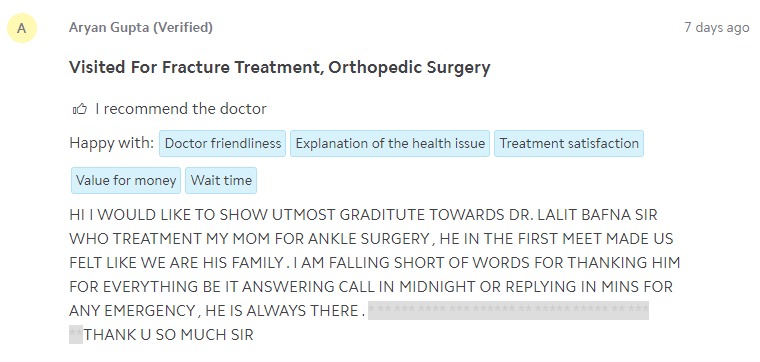 A
Aryan Gupta (Verified)
7 days ago
Visited For Fracture Treatment, Orthopedic Surgery
I recommend the doctor
Happy with: Doctor friendliness Explanation of the health issue Treatment satisfaction
Value for money Wait time
HI I WOULD LIKE TO SHOW UTMOST GRADITUTE TOWARDS DR. LALIT BAFNA SIR
WHO TREATMENT MY MOM FOR ANKLE SURGERY , HE IN THE FIRST MEET MADE US
FELT LIKE WE ARE HIS FAMILY . I AM FALLING SHORT OF WORDS FOR THANKING HIM
FOR EVERYTHING BE IT ANSWERING CALL IN MIDNIGHT OR REPLYING IN MINS FOR
ANY EMERGENCY , HE IS ALWAYS THERE .
THANK U SO MUCH SIR